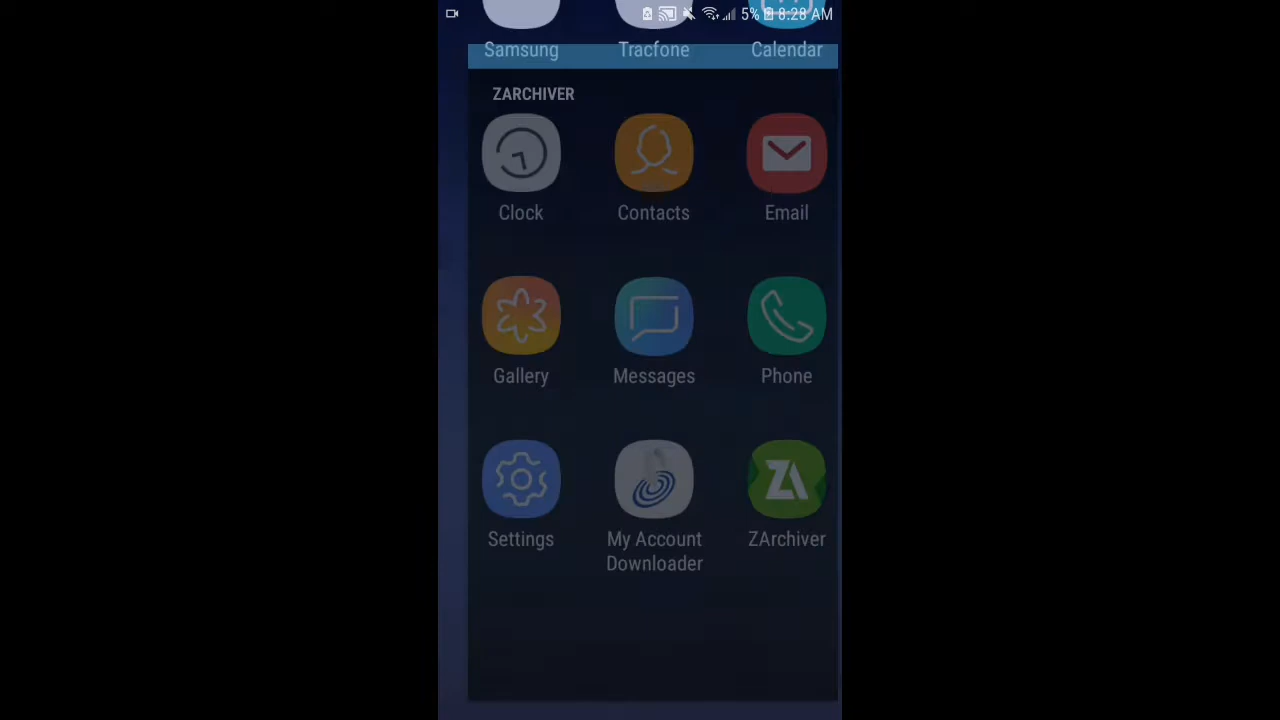 5% 8:28 AM
Samsung Tracfone Calendar
ZARCHIVER
Clock Contacts Email
Gallery Messages Phone
Settings My Account Downloader ZArchiver